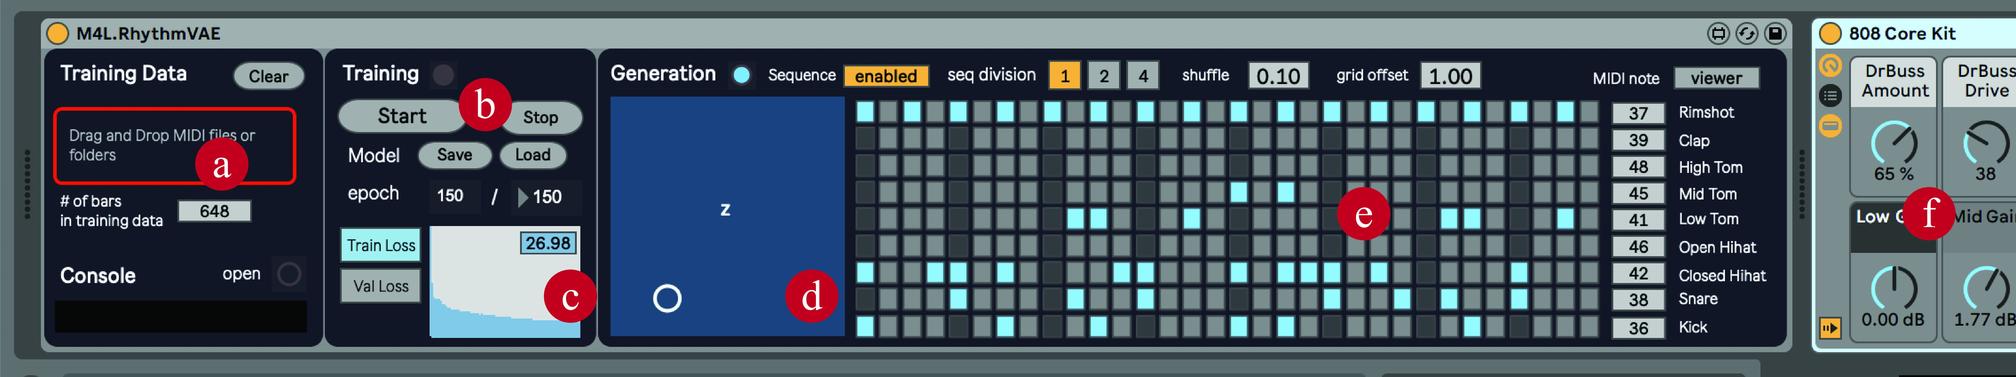 M4L.RhythmVAE
Training Data
Clear
Drag and Drop MIDI files or
folders
a
# of bars
in training data
648
Console
open
Training
Start
b
Stop
Model
Save
Load
epoch
150 / 150
Train Loss
Val Loss
26.98
c
Generation
Sequence
enabled
seq division
1
2
4
shuffle
0.10
grid offset
1.00
MIDI note
viewer
z
d
e
37 Rimshot
39 Clap
48 High Tom
45 Mid Tom
41 Low Tom
46 Open Hihat
42 Closed Hihat
38 Snare
36 Kick
808 Core Kit
DrBuss
Amount
65 %
DrBuss
Drive
38
Low G
f
Mid Gai
0.00 dB
1.77 dB